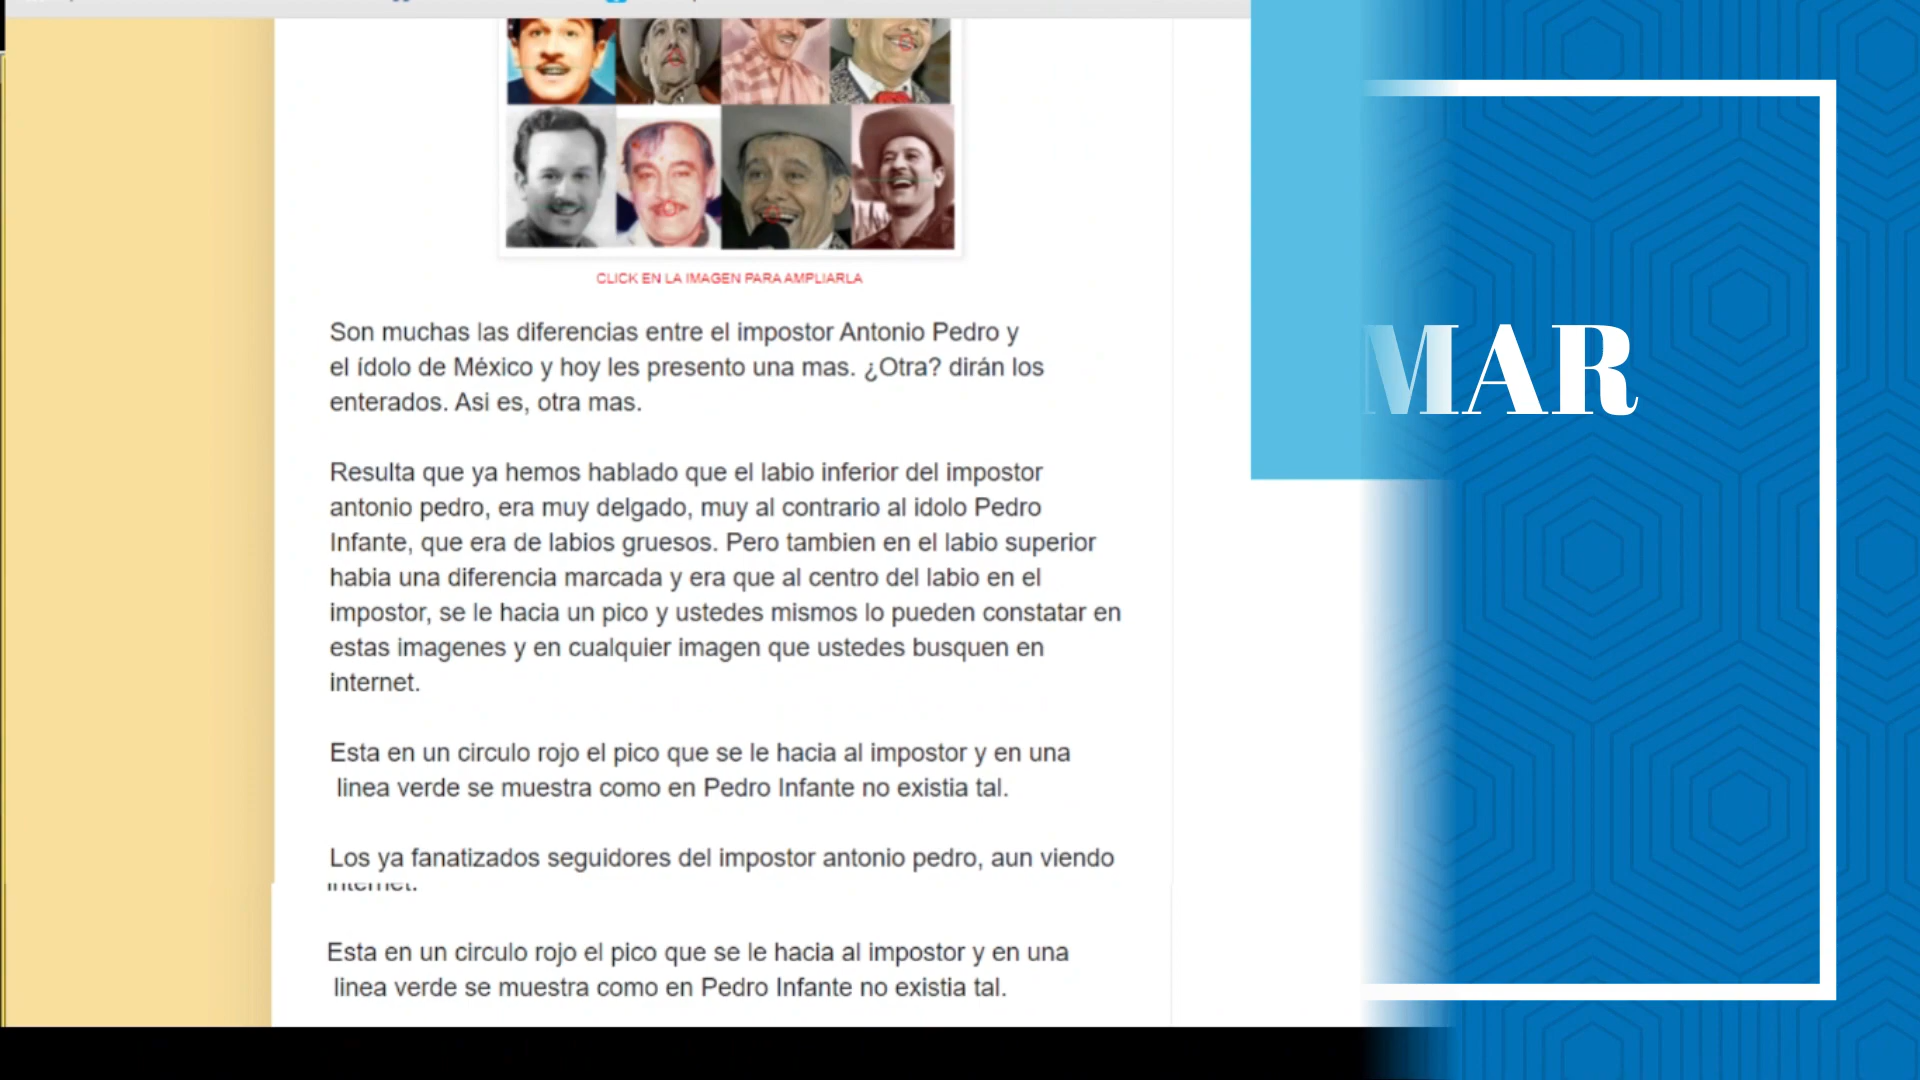 CLICK EN LA IMAGEN PARA AMPLIARLA
Son muchas las diferencias entre el impostor Antonio Pedro y
el ídolo de México y hoy les presento una mas. ¿Otra? dirán los
enterados. Asi es, otra mas.
Resulta que ya hemos hablado que el labio inferior del impostor
antonio pedro, era muy delgado, muy al contrario al idolo Pedro
Infante, que era de labios gruesos. Pero tambien en el labio superior
habia una diferencia marcada y era que al centro del labio en el
impostor, se le hacia un pico y ustedes mismos lo pueden constatar en
estas imagenes y en cualquier imagen que ustedes busquen en
internet.
Esta en un circulo rojo el pico que se le hacia al impostor y en una
linea verde se muestra como en Pedro Infante no existia tal.
Los ya fanatizados seguidores del impostor antonio pedro, aun viendo
internet.
Esta en un circulo rojo el pico que se le hacia al impostor y en una
linea verde se muestra como en Pedro Infante no existia tal.
MAR